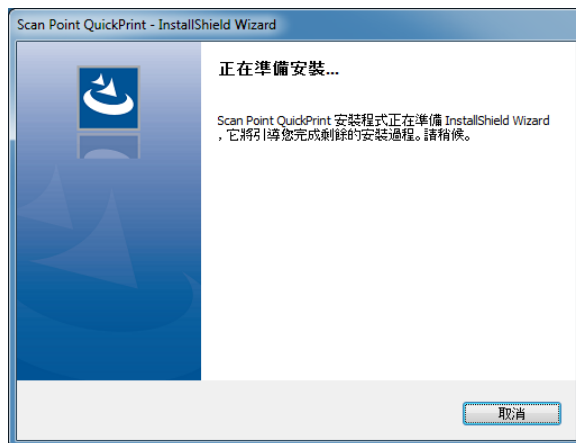 Scan Point QuickPrint - InstallShield Wizard
正在準備安裝...
Scan Point QuickPrint 安裝程式正在準備 InstallShield Wizard
，它將引導您完成剩餘的安裝過程。請稍候。
取消